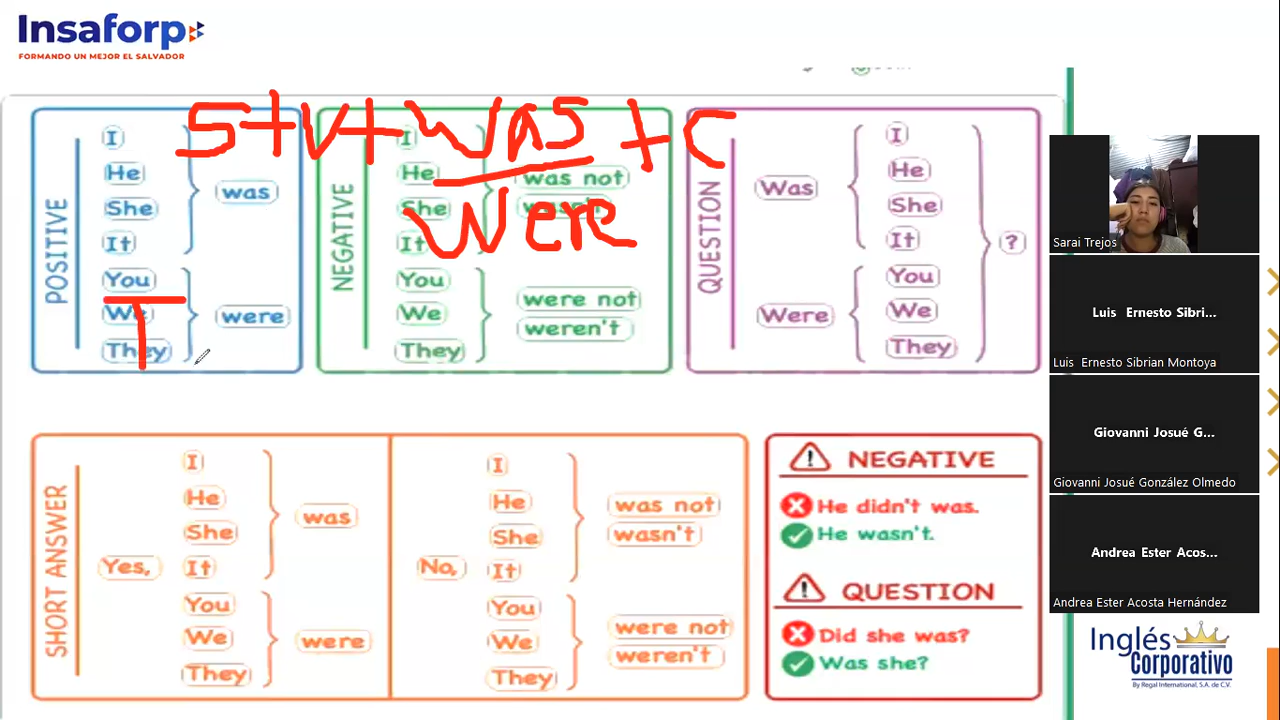 Insaforp
FORMANDO UN MEJOR EL SALVADOR
S+V+was+C
were
POSITIVE
I
He
She
It
was
You
We
They
were
T
NEGATIVE
I
He
She
It
was not
wasn't
You
We
They
were not
weren't
QUESTION
Was
I
He
She
It
Were
You
We
They
?
SHORT ANSWER
Yes,
I
He
She
It
was
You
We
They
were
No,
I
He
She
It
was not
wasn't
You
We
They
were not
weren't
NEGATIVE
He didn't was.
He wasn't.
QUESTION
Did she was?
Was she?
Sarai Trejos
Luis Ernesto Sibri...
Luis Ernesto Sibrian Montoya
Giovanni Josué G...
Giovanni Josué González Olmedo
Andrea Ester Acos...
Andrea Ester Acosta Hernández
Inglés
Corporativo
By Regal International, S.A. de C.V.